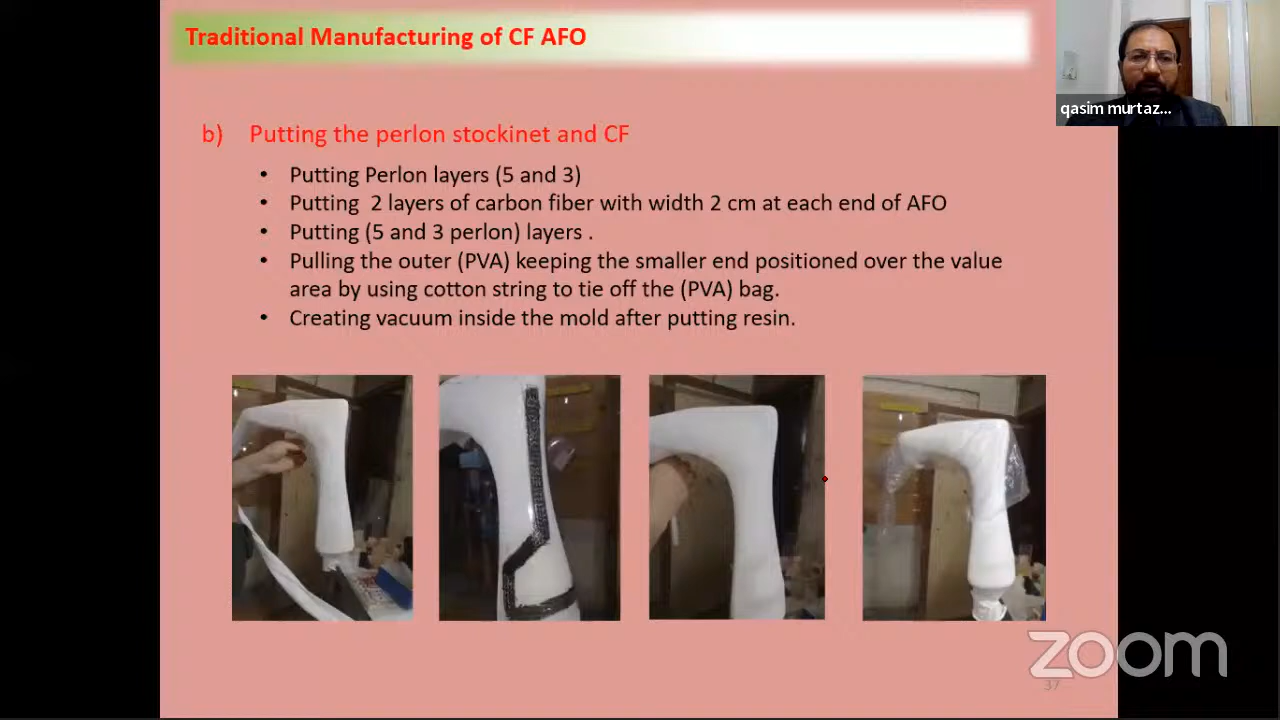 Traditional Manufacturing of CF AFO
qasim murtaz...
b) Putting the perlon stockinet and CF
• Putting Perlon layers (5 and 3)
• Putting 2 layers of carbon fiber with width 2 cm at each end of AFO
• Putting (5 and 3 perlon) layers .
• Pulling the outer (PVA) keeping the smaller end positioned over the value
area by using cotton string to tie off the (PVA) bag.
• Creating vacuum inside the mold after putting resin.
zoom
37